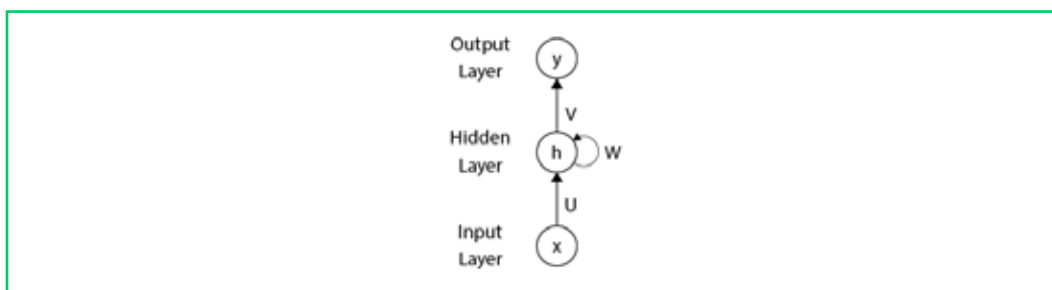 Output
Layer
y
V
Hidden
Layer
h
W
U
Input
Layer
x